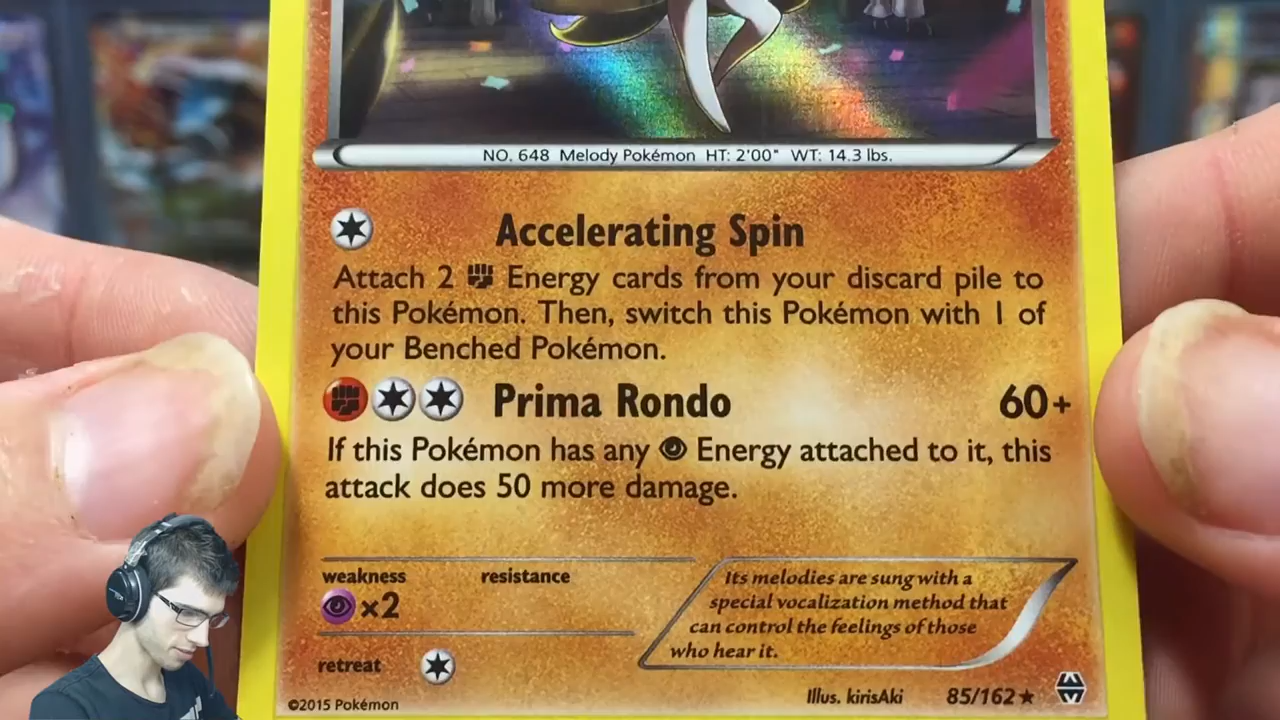 NO. 648 Melody Pokémon HT: 2'00" WT: 14.3 lbs.
Accelerating Spin
Attach 2 Energy cards from your discard pile to
this Pokémon. Then, switch this Pokémon with 1 of
your Benched Pokémon.
Prima Rondo 60+
If this Pokémon has any Energy attached to it, this
attack does 50 more damage.
weakness resistance
×2
retreat
Its melodies are sung with a
special vocalization method that
can control the feelings of those
who hear it.
©2015 Pokémon
Illus. kirisAki 85/162 ★